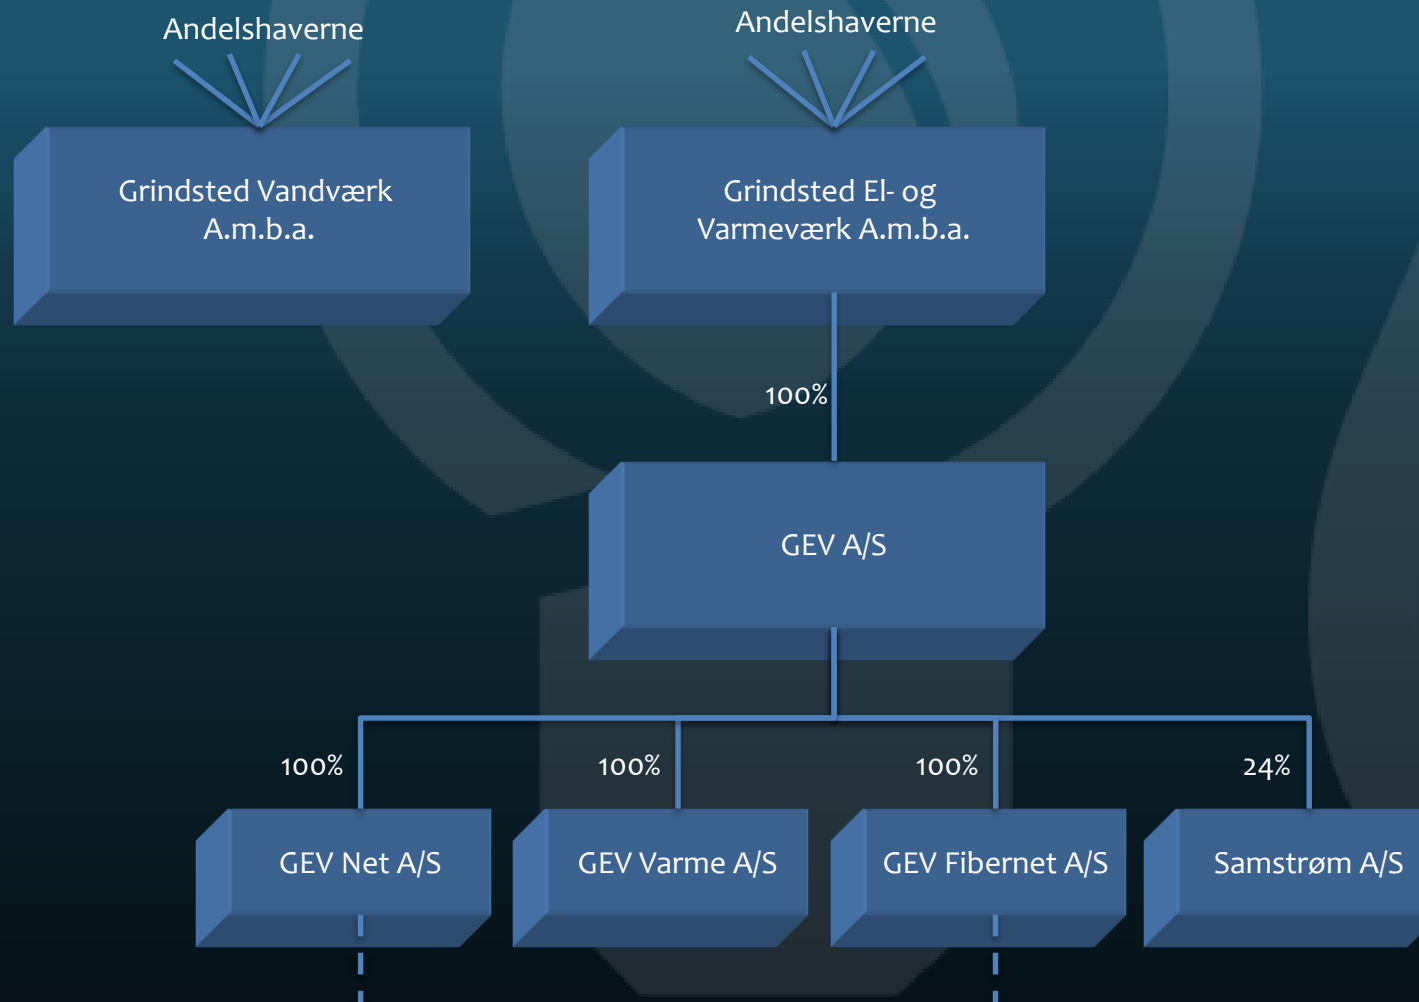 Andelshaverne
Andelshaverne
Grindsted Vandværk
A.m.b.a.
Grindsted El- og
Varmeværk A.m.b.a.
100%
GEV A/S
100%
100%
100%
24%
GEV Net A/S
GEV Varme A/S
GEV Fibernet A/S
Samstrøm A/S